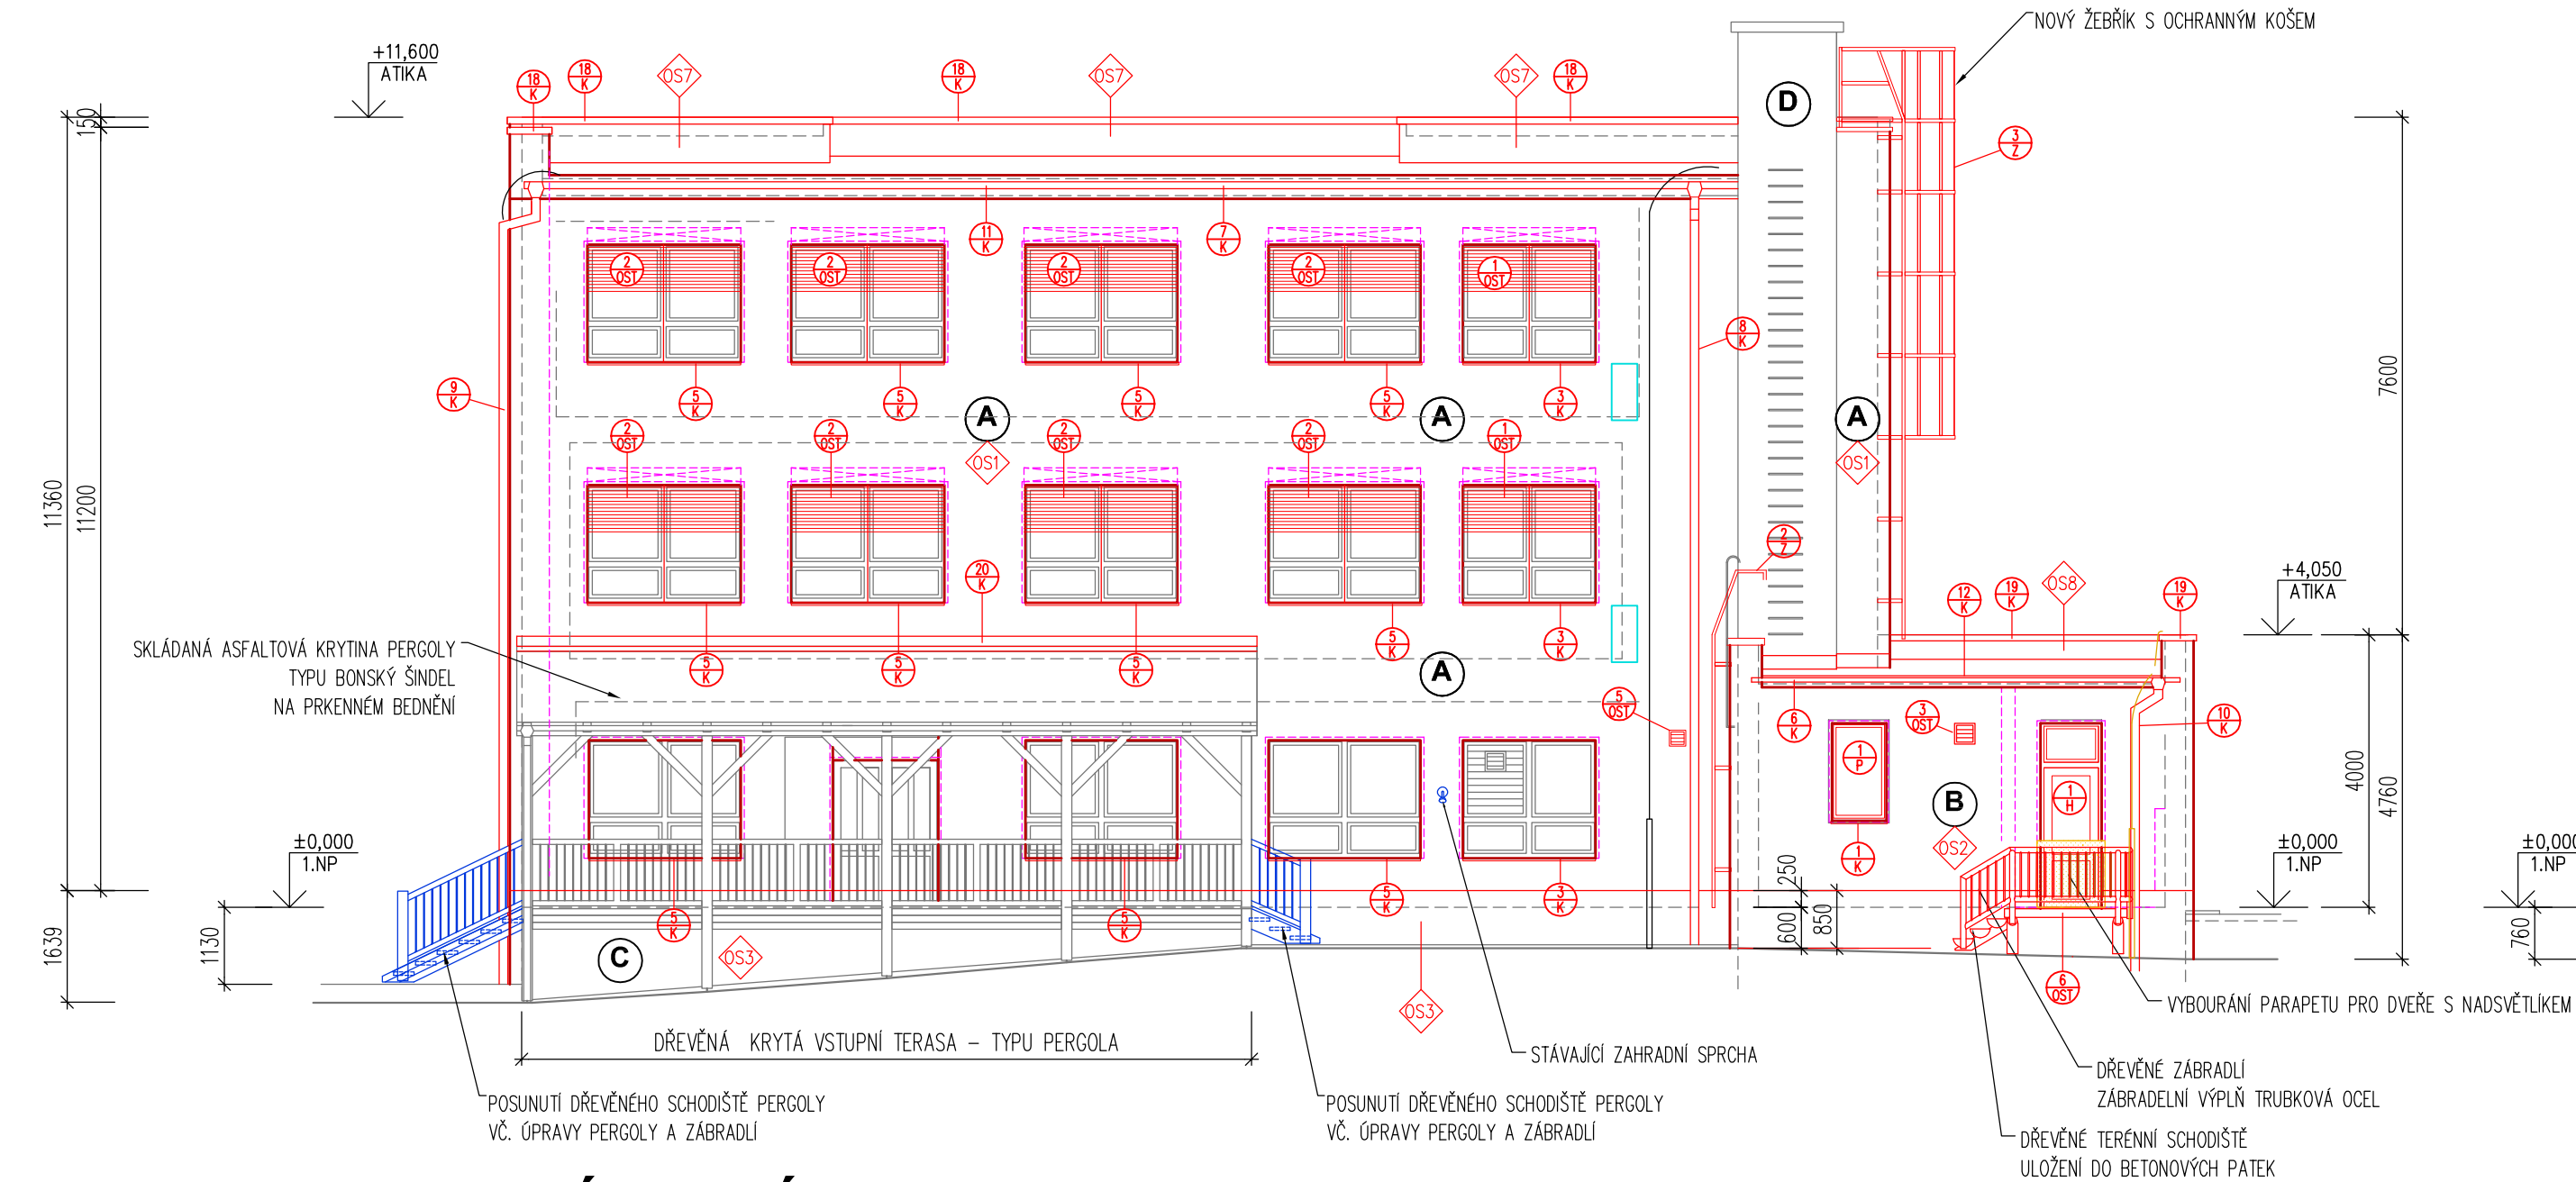 NOVÝ ŽEBŘÍK S OCHRANNÝM KOŠEM
+11,600
ATIKA
18
K
18
K
OS7
18
K
OS7
OS7
18
K
D
150
3
Z
11
K
7
K
2
OST
2
OST
2
OST
2
OST
1
OST
8
K
7600
9
K
5
K
5
K
5
K
5
K
3
K
A
A
A
2
OST
2
OST
2
OST
2
OST
1
OST
OS1
OS1
11360
11200
2
Z
20
K
+4,050
ATIKA
12
K
19
K
OS8
19
K
SKLÁDANÁ ASFALTOVÁ KRYTINA PERGOLY
TYPU BONSKÝ ŠINDEL
NA PRKENNÉM BEDNĚNÍ
5
K
5
K
5
K
5
K
3
K
A
5
OST
6
K
3
OST
10
K
1
P
1
H
B
4000
4760
±0,000
1.NP
OS2
1
K
±0,000
1.NP
±0,000
1.NP
250
600
850
5
K
5
K
5
K
3
K
1639
1130
760
C
OS3
OS3
6
OST
VYBOURÁNÍ PARAPETU PRO DVEŘE S NADSVĚTLÍKEM
DŘEVĚNÁ KRYTÁ VSTUPNÍ TERASA – TYPU PERGOLA
STÁVAJÍCÍ ZAHRADNÍ SPRCHA
DŘEVĚNÉ ZÁBRADLÍ
ZÁBRADELNÍ VÝPLŇ TRUBKOVÁ OCEL
POSUNUTÍ DŘEVĚNÉHO SCHODIŠTĚ PERGOLY
VČ. ÚPRAVY PERGOLY A ZÁBRADLÍ
POSUNUTÍ DŘEVĚNÉHO SCHODIŠTĚ PERGOLY
VČ. ÚPRAVY PERGOLY A ZÁBRADLÍ
DŘEVĚNÉ TERÉNNÍ SCHODIŠTĚ
ULOŽENÍ DO BETONOVÝCH PATEK